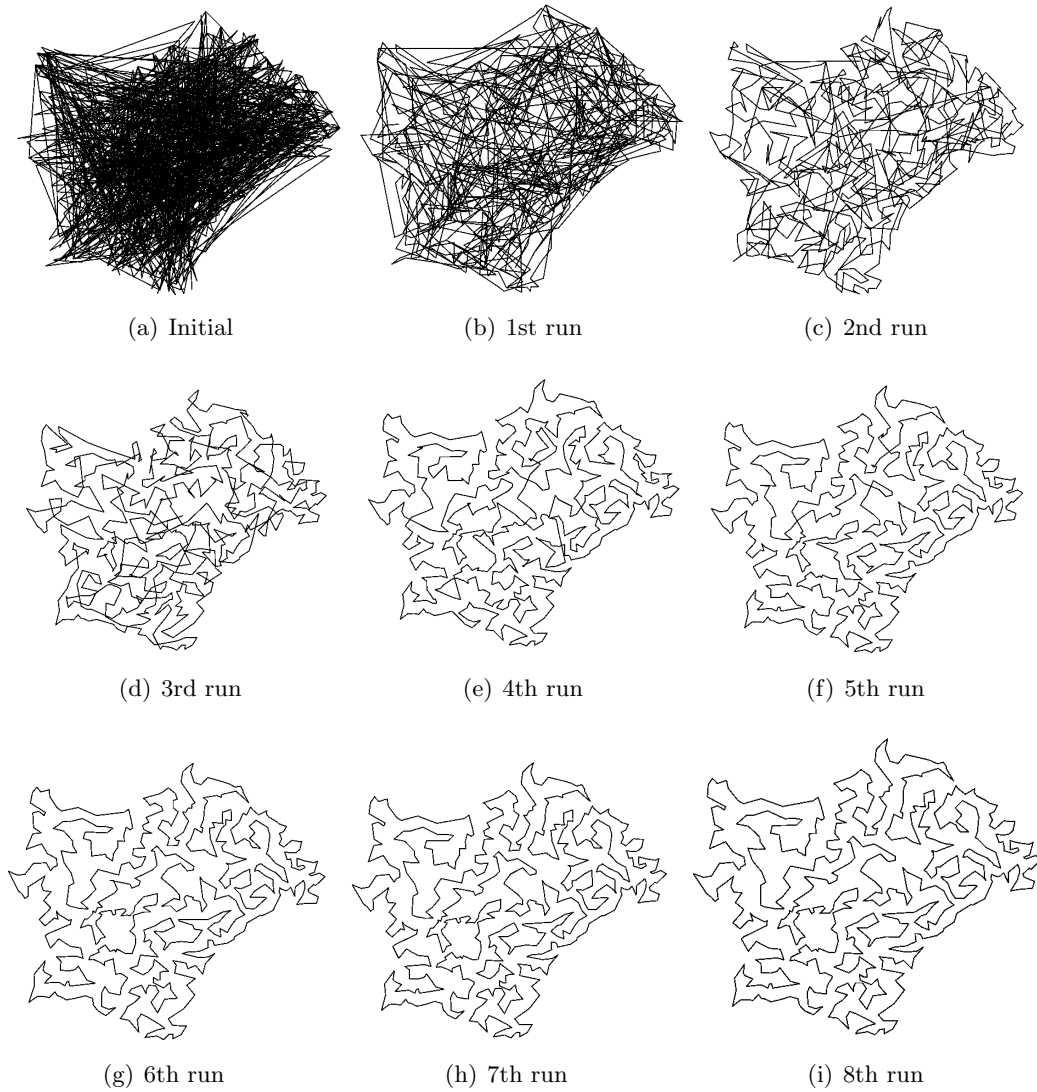 (a) Initial
(b) 1st run
(c) 2nd run
(d) 3rd run
(e) 4th run
(f) 5th run
(g) 6th run
(h) 7th run
(i) 8th run